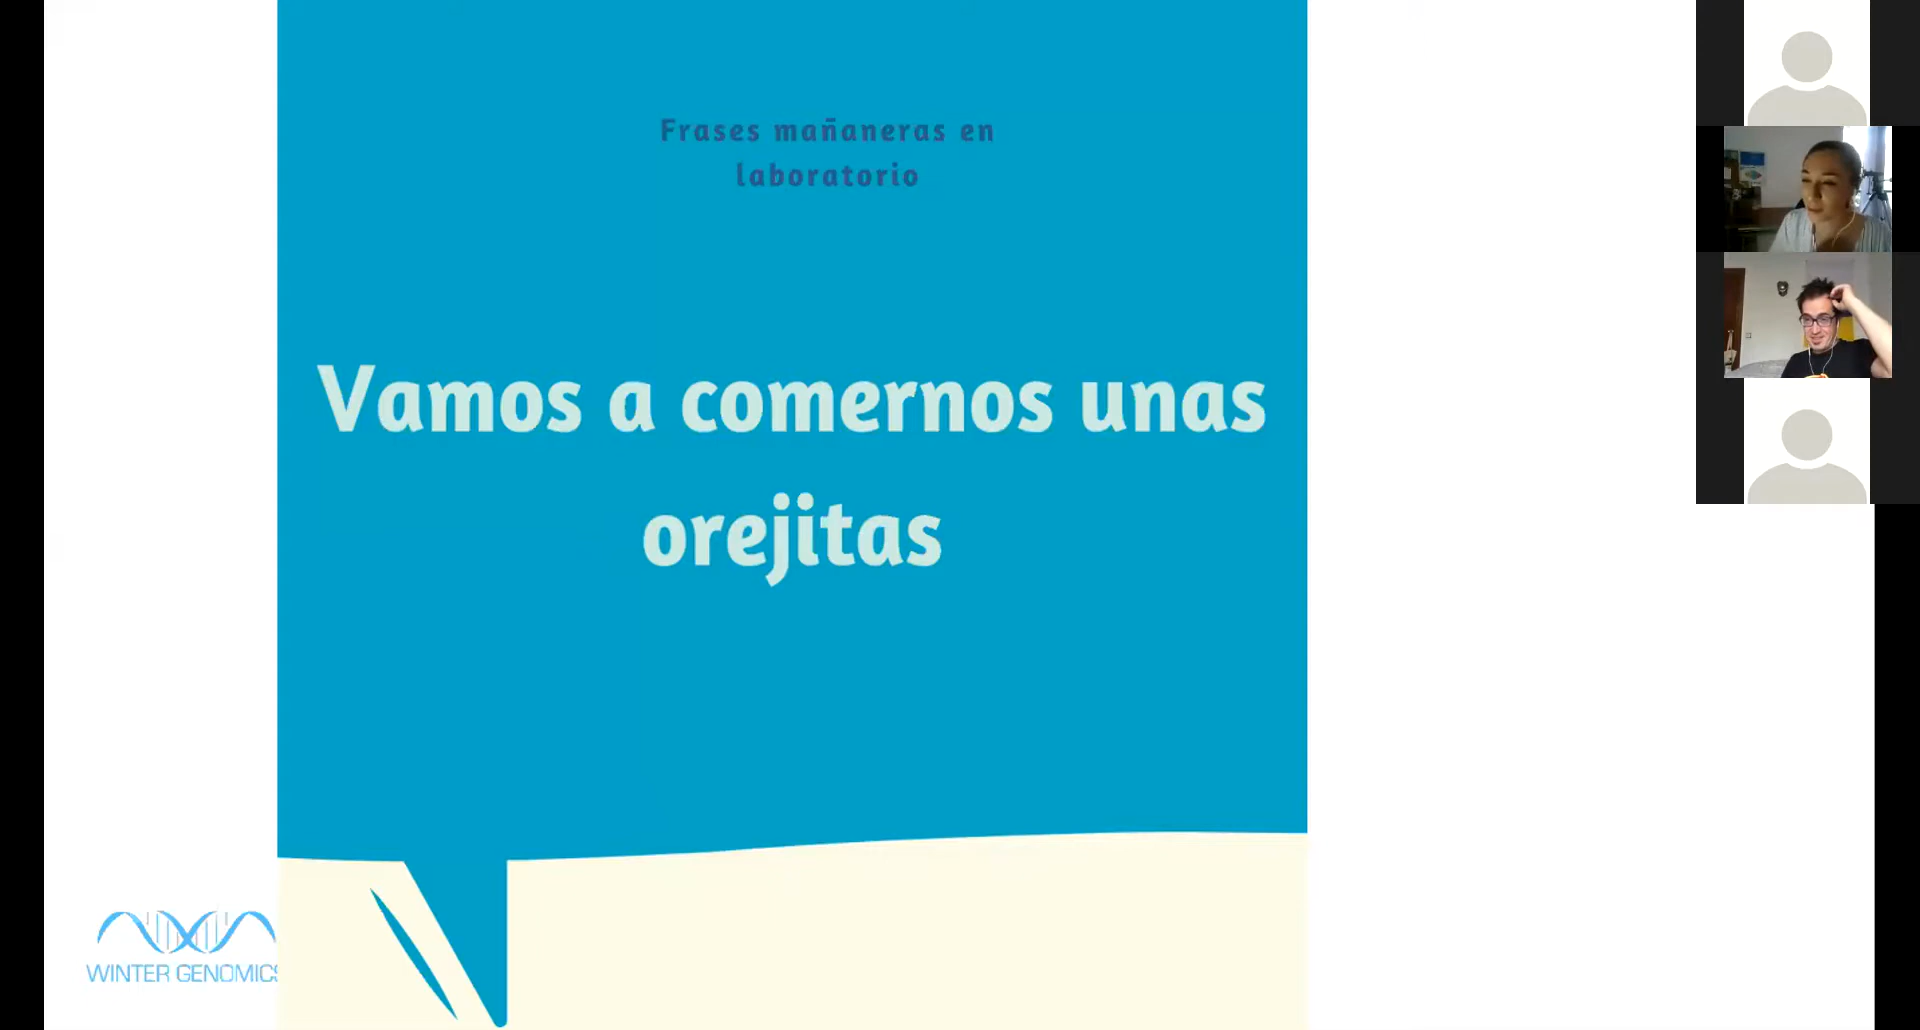 Frases mañaneras en
laboratorio
Vamos a comernos unas
orejitas
WINTER GENOMICS